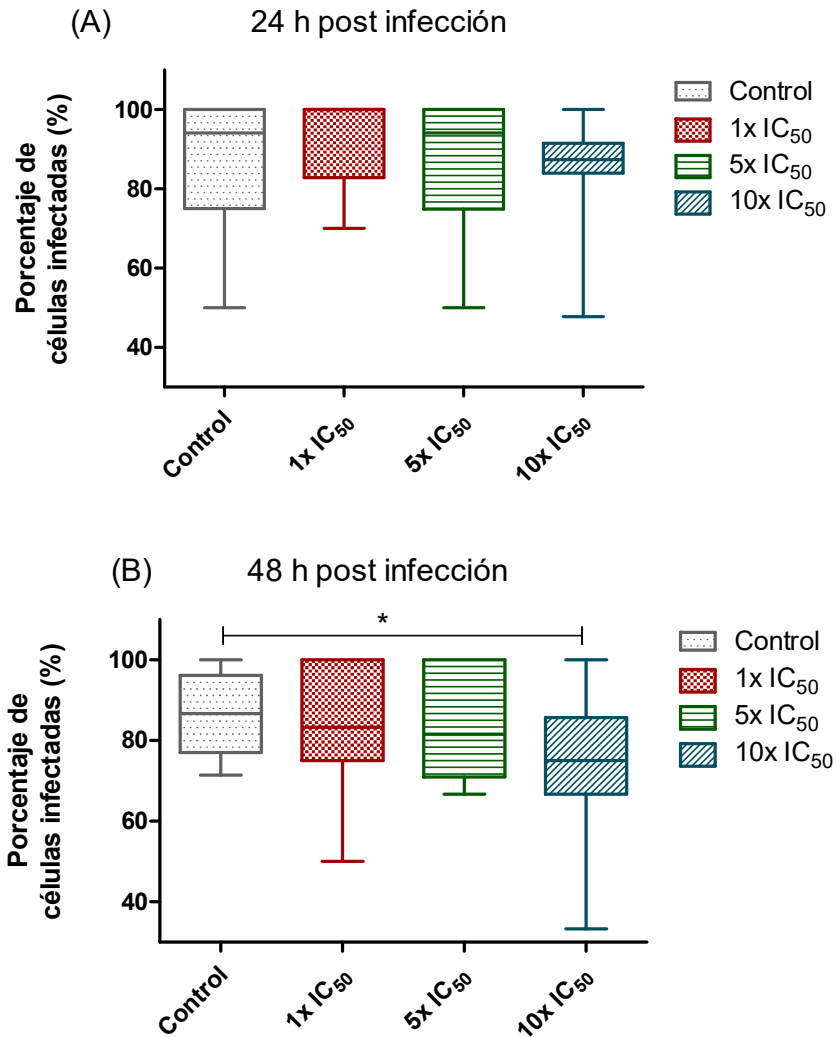 (A) 24 h post infección
Porcentaje de
células infectadas (%)
100
80
60
40
Control
1x IC50
5x IC50
10x IC50
Control
1x IC50
5x IC50
10x IC50
(B) 48 h post infección
Porcentaje de
células infectadas (%)
100
80
60
40
*
Control
1x IC50
5x IC50
10x IC50
Control
1x IC50
5x IC50
10x IC50